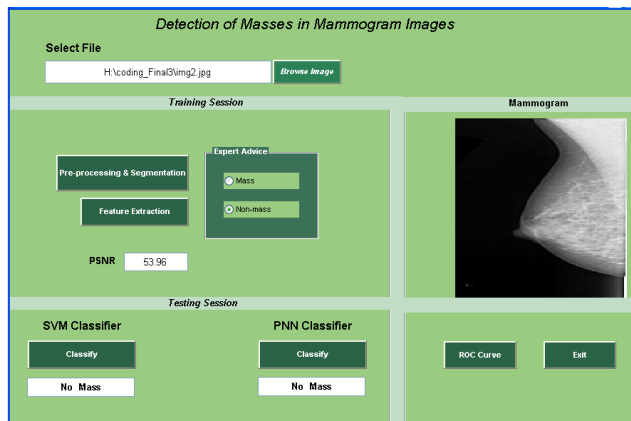 Detection of Masses in Mammogram Images
Select File
H:\coding_Final3\img2.jpg
Browse Image
Training Session
Mammogram
Expert Advice
Pre-processing & Segmentation
Mass
Feature Extraction
Non-mass
PSNR
53.96
Testing Session
SVM Classifier
PNN Classifier
Classify
Classify
ROC Curve
Exit
No Mass
No Mass